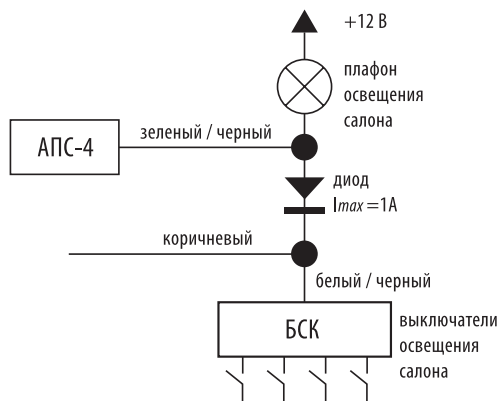 +12 В
плафон
освещения
салона
зеленый / черный
АПС-4
диод
Imax =1А
коричневый
белый / черный
БСК
выключатели
освещения
салона